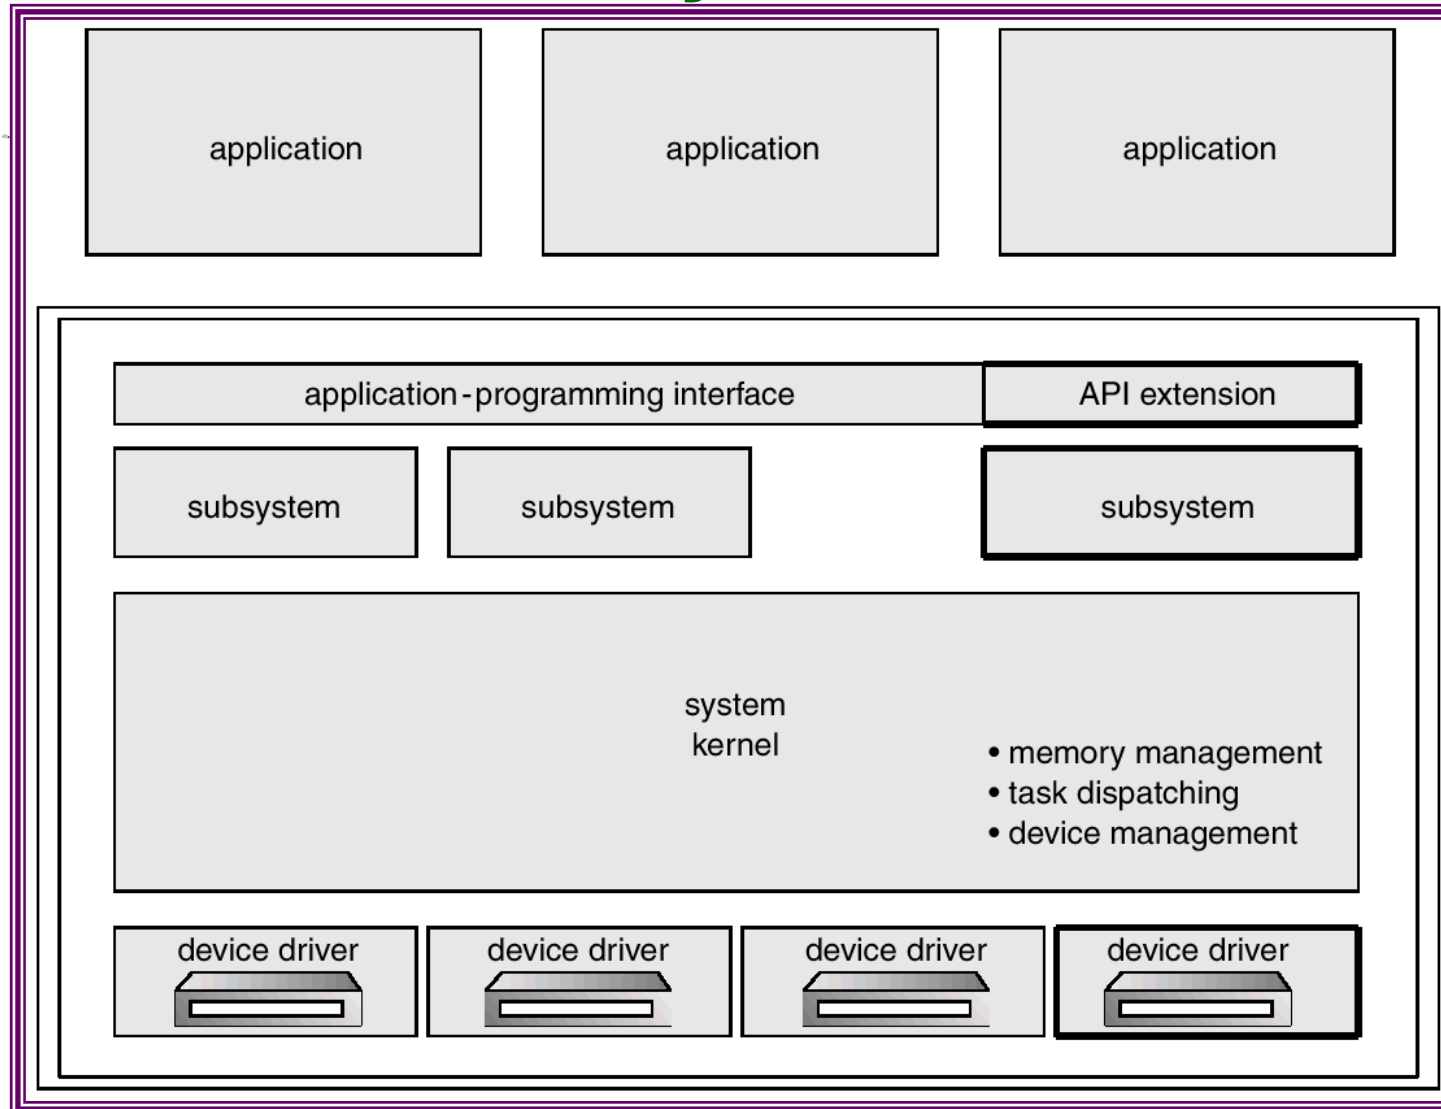 application
application
application
application-programming interface
API extension
subsystem
subsystem
subsystem
system
kernel
• memory management
• task dispatching
• device management
device driver
device driver
device driver
device driver